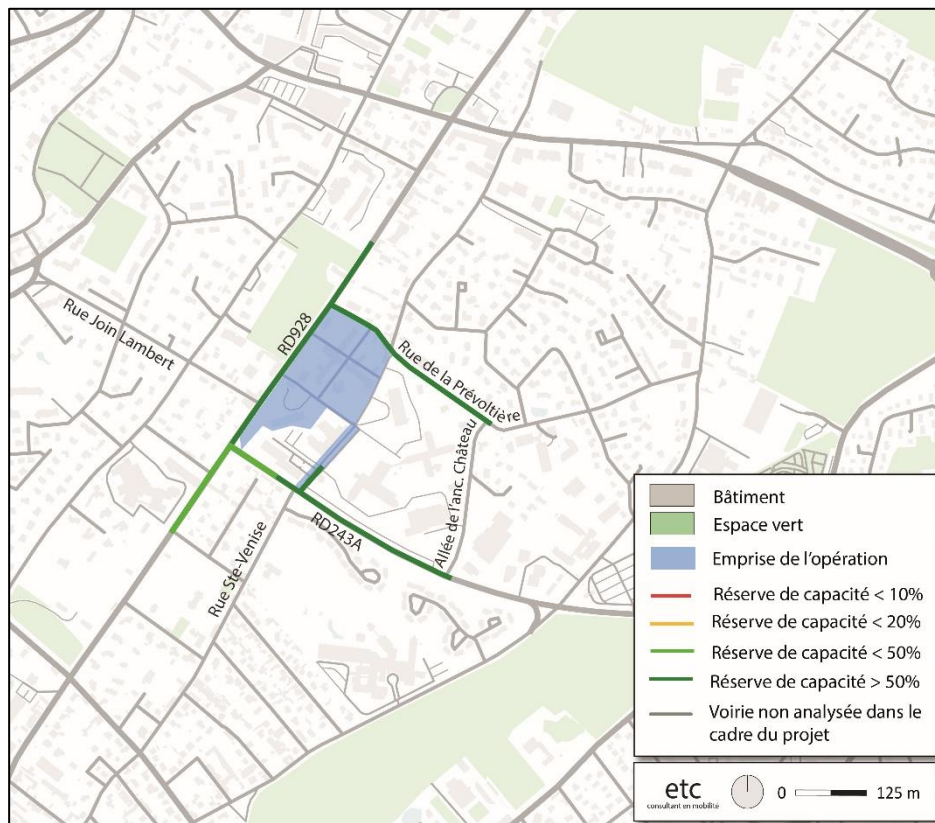 RD928
Rue Join Lambert
Rue de la Prévoltière
Allée de l'anc. Château
RD243A
Rue Ste-Venise
Bâtiment
Espace vert
Emprise de l'opération
Réserve de capacité < 10%
Réserve de capacité < 20%
Réserve de capacité < 50%
Réserve de capacité > 50%
Voirie non analysée dans le
cadre du projet
etc
consultant en mobilité
0 125 m